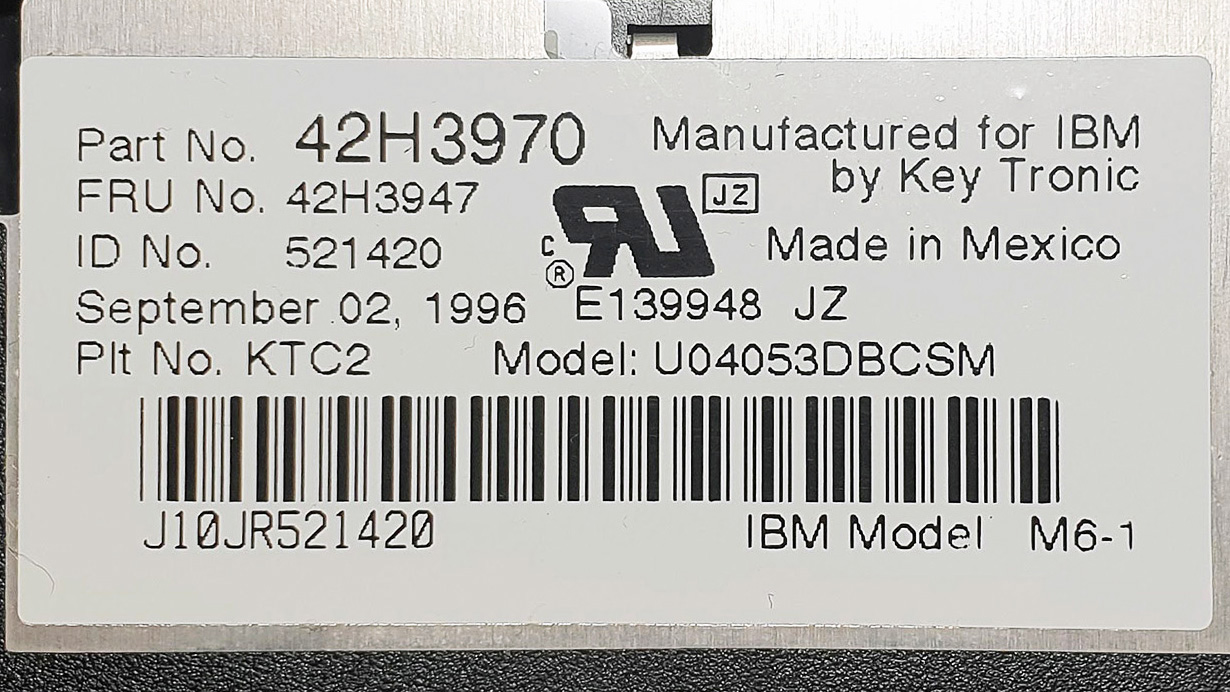 Part No. 42H3970 Manufactured for IBM
by Key Tronic
FRU No. 42H3947 JZ
ID No. 521420 Made in Mexico
C RU ®
September 02, 1996 E139948 JZ
Plt No. KTC2 Model: U04053DBCSM
J10JR521420 IBM Model M6-1